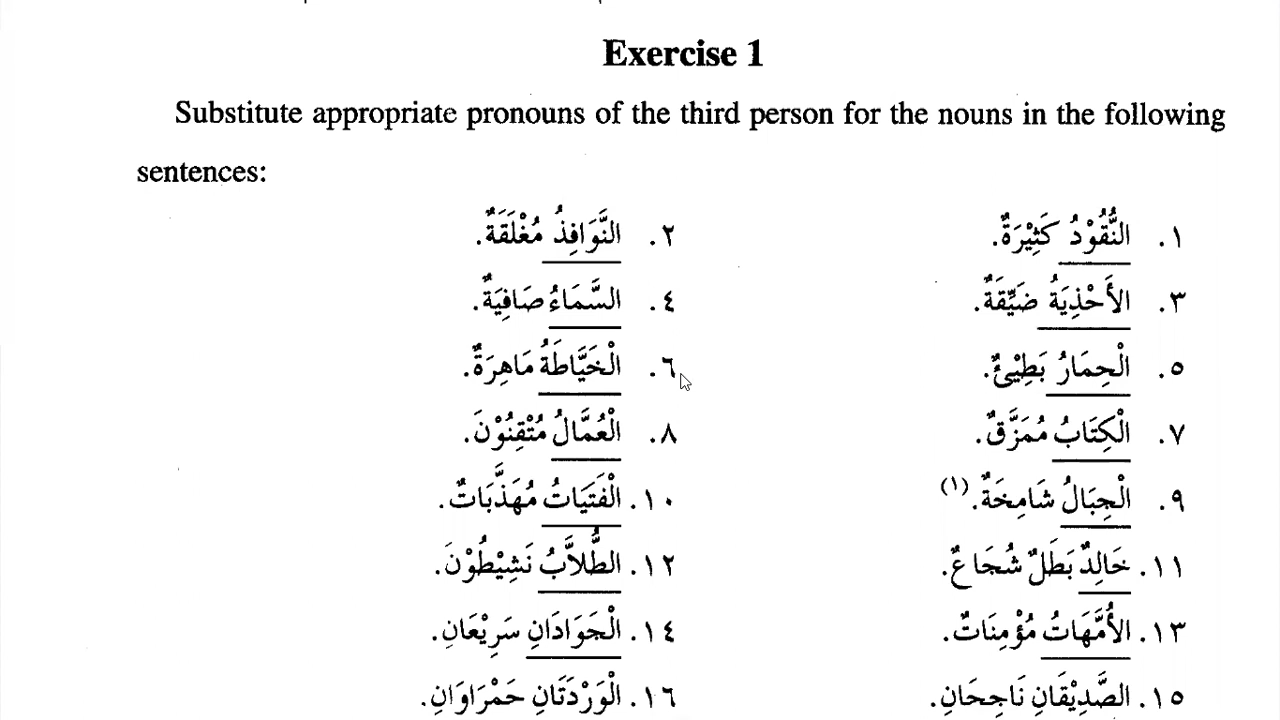 Exercise 1
Substitute appropriate pronouns of the third person for the nouns in the following
sentences:
١. النُّقُوْدُ كَثِيْرَةٌ. ٢. النَّوَافِذُ مُغْلَقَةٌ.
٣. الأَحْذِيَةُ ضَيِّقَةٌ. ٤. السَّمَاءُ صَافِيَةٌ.
٥. الْحِمَارُ بَطِيْئٌ. ٦. الْخَيَّاطَةُ مَاهِرَةٌ.
٧. الْكِتَابُ مُمَزَّقٌ. ٨. الْعُمَّالُ مُتْقِنُوْنَ.
٩. الْجِبَالُ شَامِخَةٌ. (١) ١٠. الْفَتَيَاتُ مُهَذَّبَاتٌ.
١١. خَالِدٌ بَطَلٌ شُجَاعٌ. ١٢. الطُّلاَّبُ نَشِيْطُوْنَ.
١٣. الأُمَّهَاتُ مُؤْمِنَاتٌ. ١٤. الْجَوَادَانِ سَرِيْعَانِ.
١٥. الصَّدِيْقَانِ نَاجِحَانِ. ١٦. الْوَرْدَتَانِ حَمْرَاوَانِ.